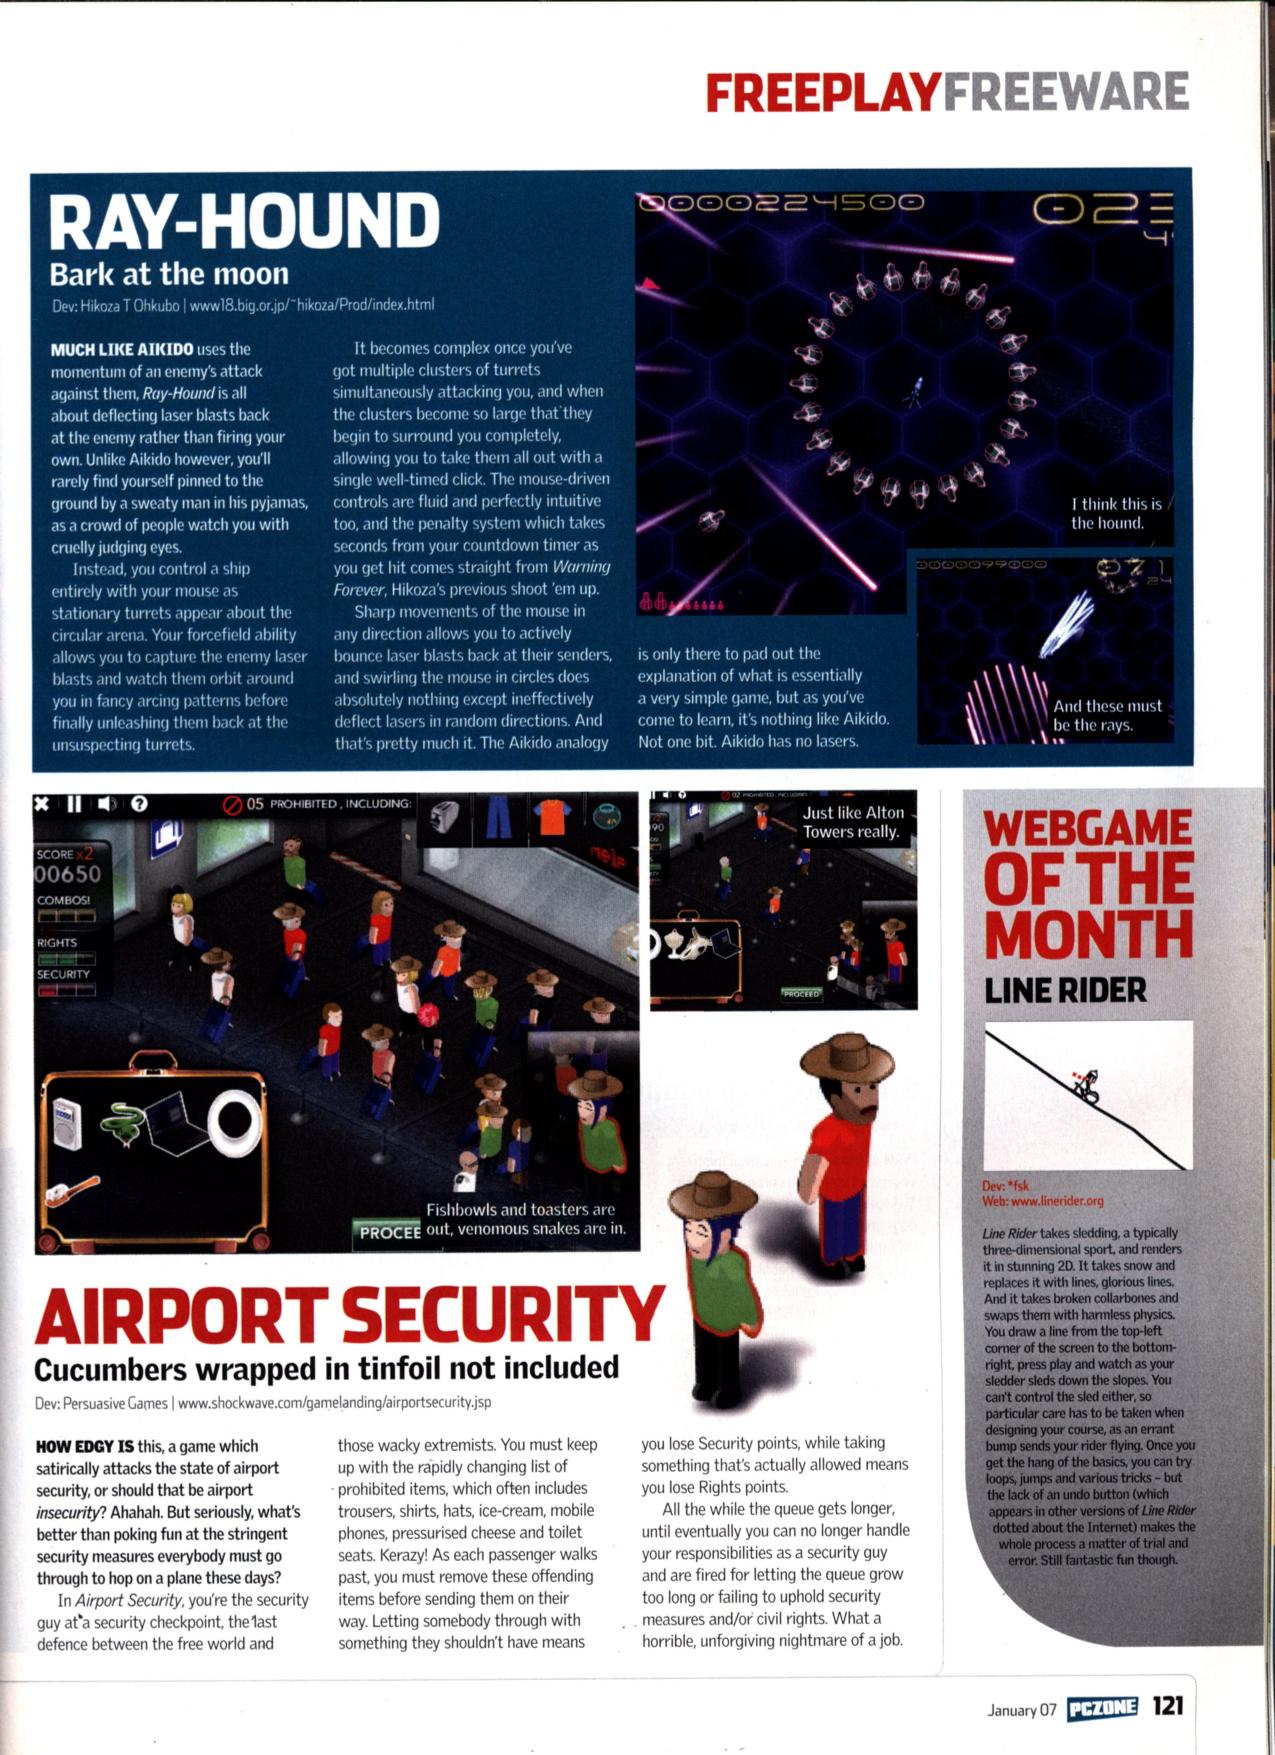 FREEPLAYFREEWARE
RAY-HOUND
Bark at the moon
Dev: Hikoza T Ohkubo | www18.big.or.jp/~hikoza/Prod/index.html
MUCH LIKE AIKIDO uses the
momentum of an enemy's attack
against them, Ray-Hound is all
about deflecting laser blasts back
at the enemy rather than firing your
own. Unlike Aikido however, you'll
rarely find yourself pinned to the
ground by a sweaty man in his pyjamas,
as a crowd of people watch you with
cruelly judging eyes.
Instead, you control a ship
entirely with your mouse as
stationary turrets appear about the
circular arena. Your forcefield ability
allows you to capture the enemy laser
blasts and watch them orbit around
you in fancy arcing patterns before
finally unleashing them back at the
unsuspecting turrets.
It becomes complex once you've
got multiple clusters of turrets
simultaneously attacking you, and when
the clusters become so large that they
begin to surround you completely,
allowing you to take them all out with a
single well-timed click. The mouse-driven
controls are fluid and perfectly intuitive
too, and the penalty system which takes
seconds from your countdown timer as
you get hit comes straight from Warning
Forever, Hikoza's previous shoot 'em up.
Sharp movements of the mouse in
any direction allows you to actively
bounce laser blasts back at their senders,
and swirling the mouse in circles does
absolutely nothing except ineffectively
deflect lasers in random directions. And
that's pretty much it. The Aikido analogy
is only there to pad out the
explanation of what is essentially
a very simple game, but as you've
come to learn, it's nothing like Aikido.
Not one bit. Aikido has no lasers.
0000224500
023
4
I think this is
the hound.
0000099000
071
24
And these must
be the rays.
05 PROHIBITED, INCLUDING:
SCORE x2
00650
COMBOS!
RIGHTS
SECURITY
PROCEE
Fishbowls and toasters are
out, venomous snakes are in.
02 PROHIBITED, INCLUDING
90
Just like Alton
Towers really.
PROCEED
AIRPORT SECURITY
Cucumbers wrapped in tinfoil not included
Dev: Persuasive Games | www.shockwave.com/gamelanding/airportsecurity.jsp
HOW EDGY IS this, a game which
satirically attacks the state of airport
security, or should that be airport
insecurity? Ahahah. But seriously, what's
better than poking fun at the stringent
security measures everybody must go
through to hop on a plane these days?
In Airport Security, you're the security
guy at a security checkpoint, the last
defence between the free world and
those wacky extremists. You must keep
up with the rapidly changing list of
prohibited items, which often includes
trousers, shirts, hats, ice-cream, mobile
phones, pressurised cheese and toilet
seats. Kerazy! As each passenger walks
past, you must remove these offending
items before sending them on their
way. Letting somebody through with
something they shouldn't have means
you lose Security points, while taking
something that's actually allowed means
you lose Rights points.
All the while the queue gets longer,
until eventually you can no longer handle
your responsibilities as a security guy
and are fired for letting the queue grow
too long or failing to uphold security
measures and/or civil rights. What a
horrible, unforgiving nightmare of a job.
WEBGAME
OF THE
MONTH
LINE RIDER
Dev: *fsk
Web: www.linerider.org
Line Rider takes sledding, a typically
three-dimensional sport, and renders
it in stunning 2D. It takes snow and
replaces it with lines, glorious lines.
And it takes broken collarbones and
swaps them with harmless physics.
You draw a line from the top-left
corner of the screen to the bottom-
right, press play and watch as your
sledder sleds down the slopes. You
can't control the sled either, so
particular care has to be taken when
designing your course, as an errant
bump sends your rider flying. Once you
get the hang of the basics, you can try
loops, jumps and various tricks – but
the lack of an undo button (which
appears in other versions of Line Rider
dotted about the Internet) makes the
whole process a matter of trial and
error. Still fantastic fun though.
January 07 PCZONE 121